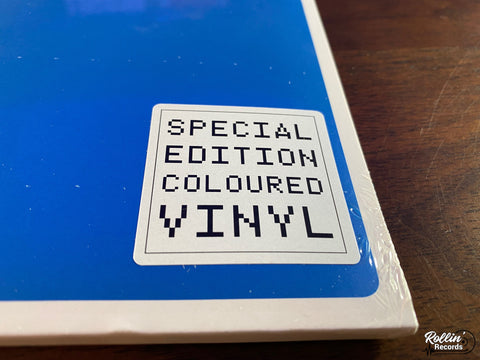 SPECIAL
EDITION
COLOURED
VINYL
Rollin'
Records